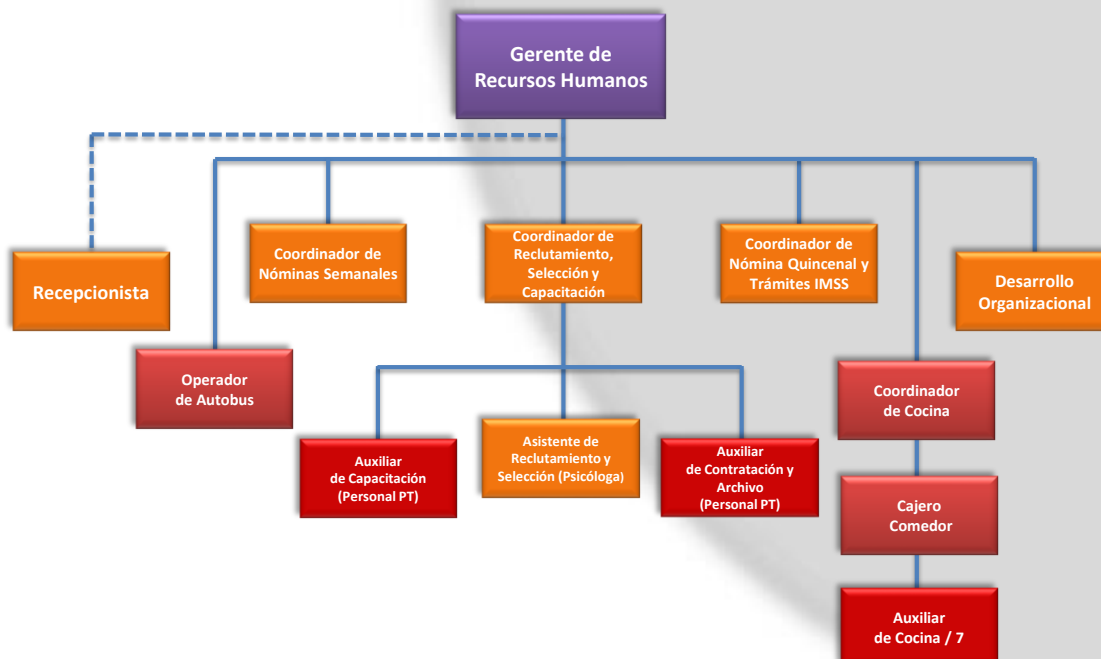 Gerente de
Recursos Humanos
Recepcionista
Coordinador de
Nóminas Semanales
Coordinador de
Reclutamiento,
Selección y
Capacitación
Coordinador de
Nómina Quincenal y
Trámites IMSS
Desarrollo
Organizacional
Operador
de Autobus
Coordinador
de Cocina
Auxiliar
de Capacitación
(Personal PT)
Asistente de
Reclutamiento y
Selección (Psicóloga)
Auxiliar
de Contratación y
Archivo
(Personal PT)
Cajero
Comedor
Auxiliar
de Cocina / 7